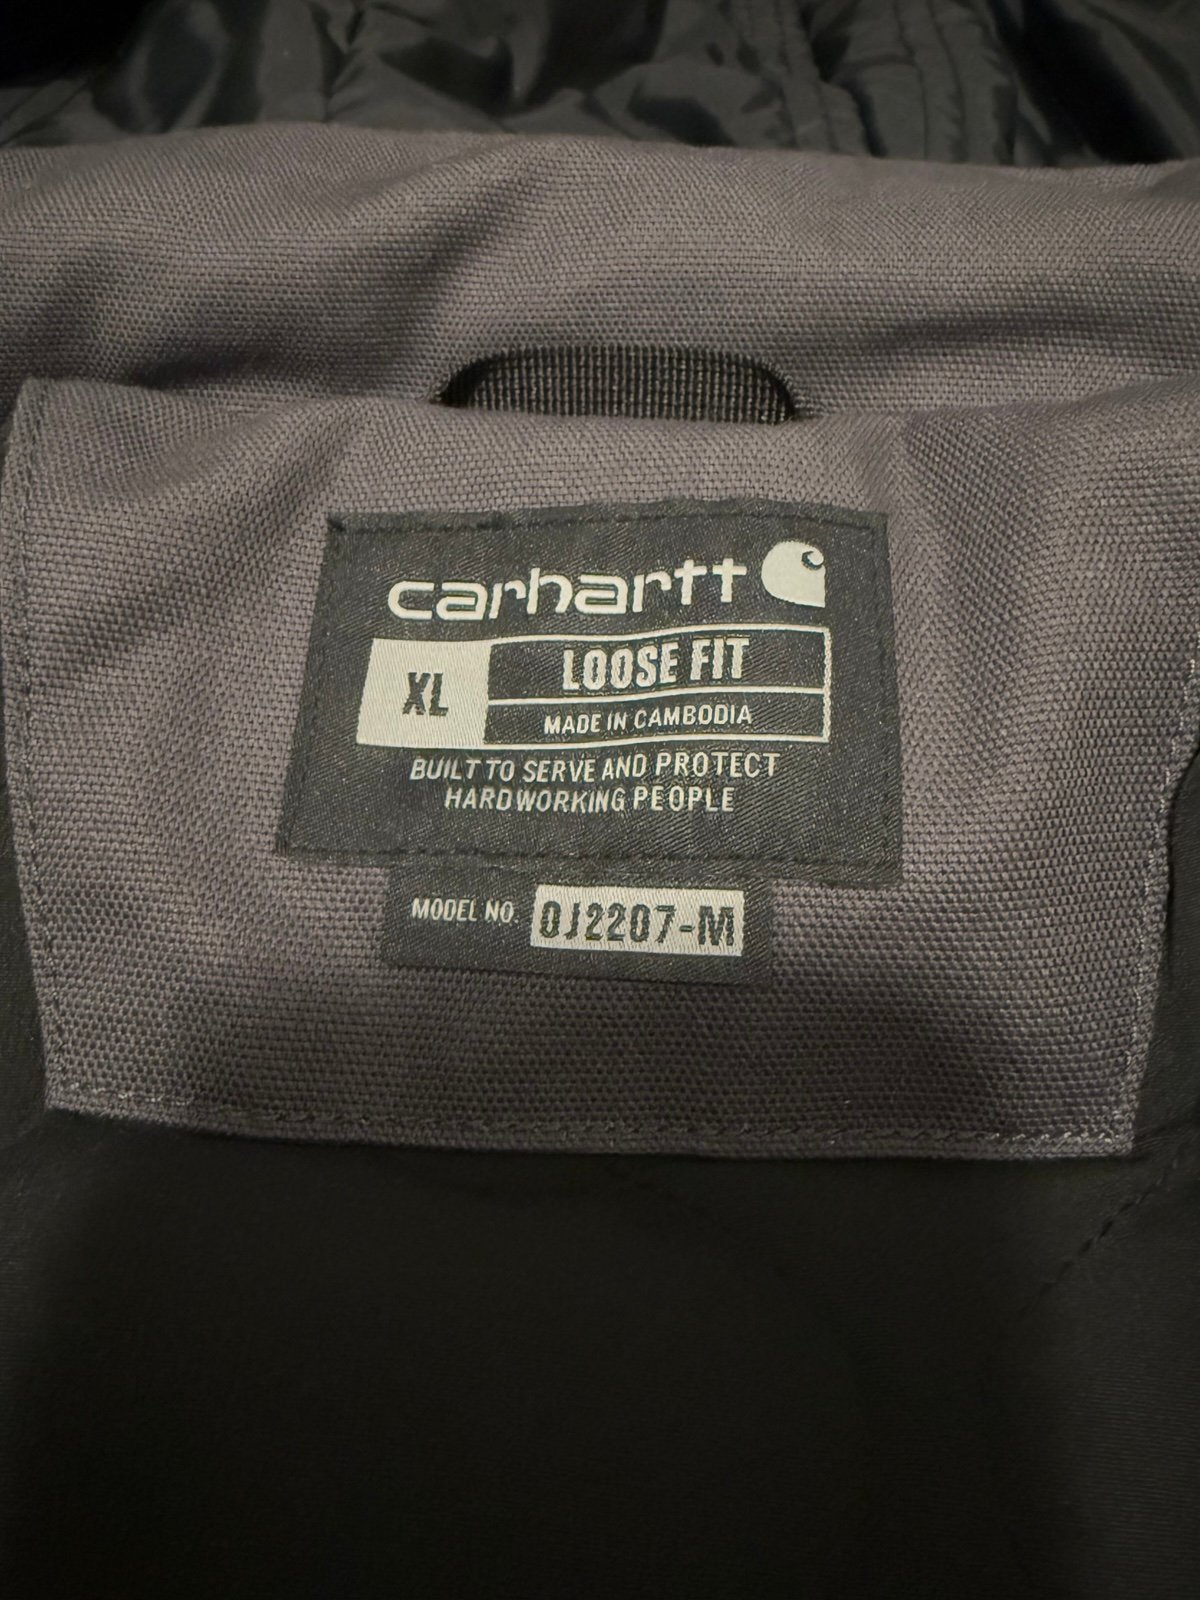 carhartt
XL
LOOSE FIT
MADE IN CAMBODIA
BUILT TO SERVE AND PROTECT
HARDWORKING PEOPLE
MODEL NO. OJ2207-M